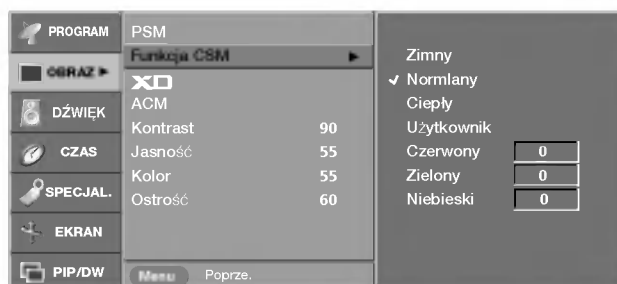 PROGRAM
OBRAZ
DŹWIĘK
CZAS
SPECJAL.
EKRAN
PIP/DW
PSM
Funkcja CSM
XD
ACM
Kontrast 90
Jasność 55
Kolor 55
Ostrość 60
Menu Poprze.
Zimny
✓ Normlany
Ciepły
Użytkownik
Czerwony 0
Zielony 0
Niebieski 0